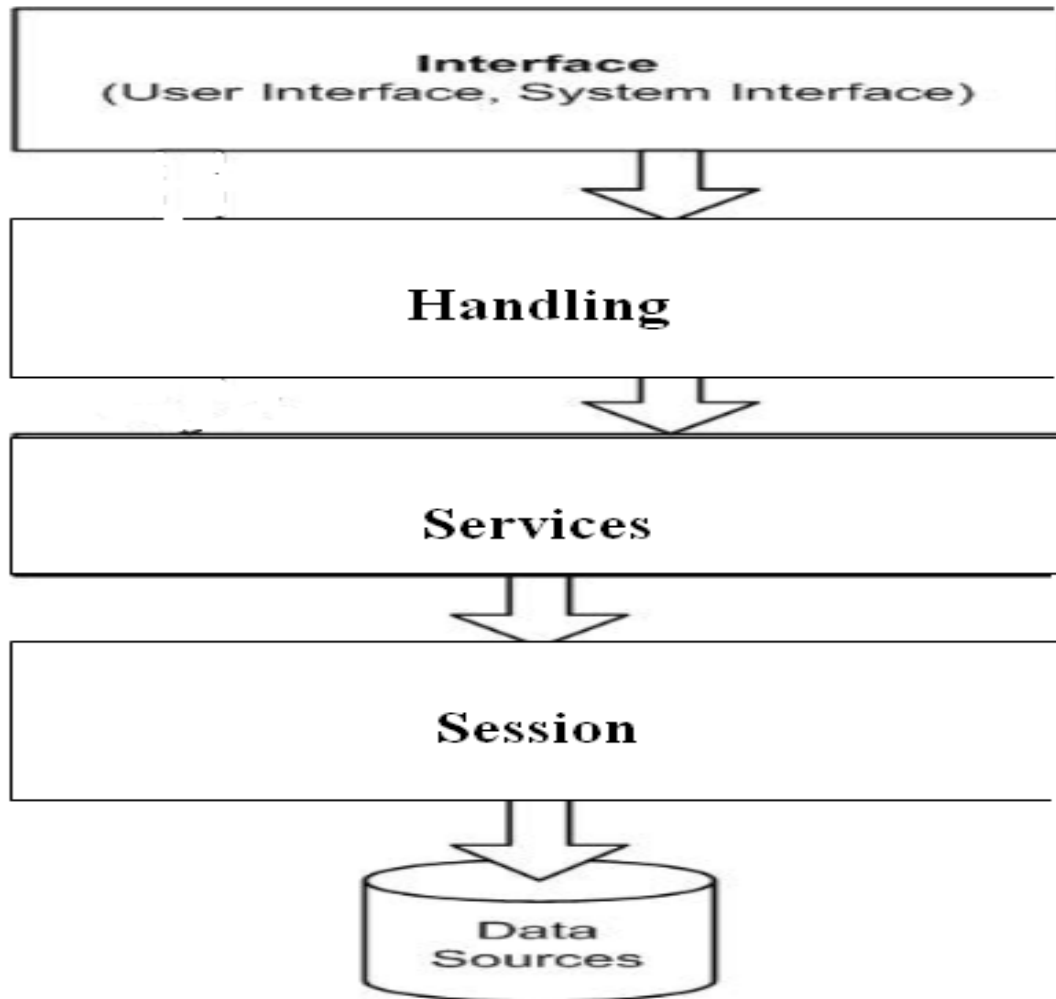 Interface
(User Interface, System Interface)
Handling
Services
Session
Data
Sources